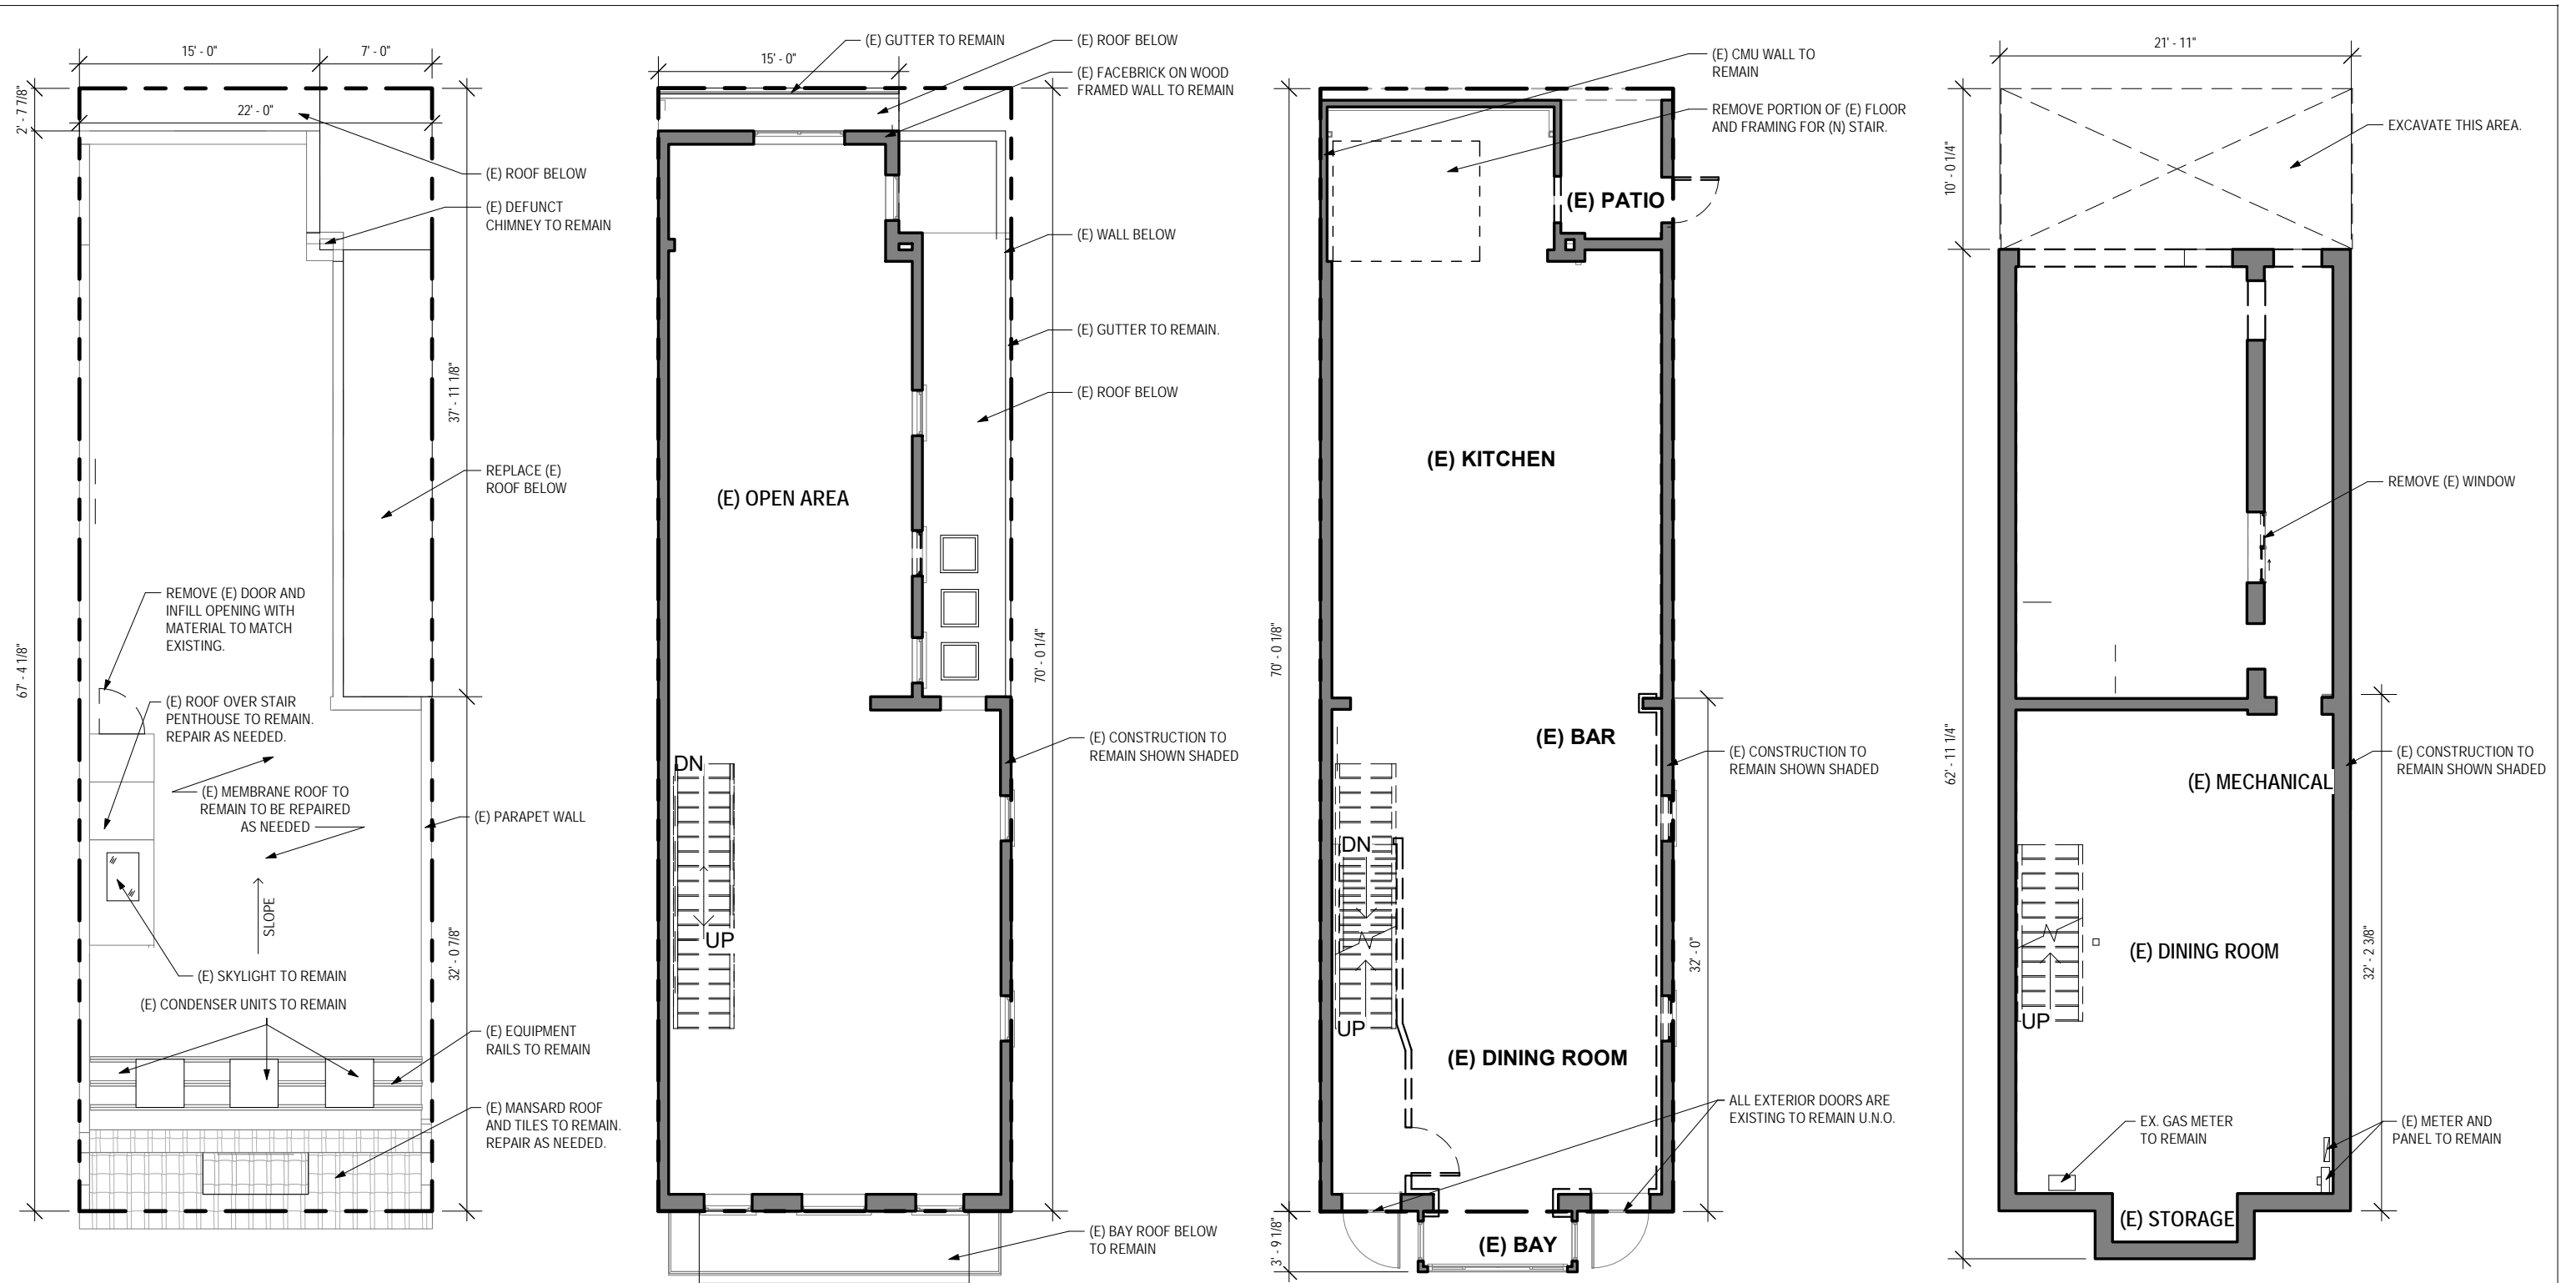 15' - 0"
7' - 0"
2' - 7 7/8"
22' - 0"
(E) ROOF BELOW
(E) DEFUNCT
CHIMNEY TO REMAIN
37' - 11 1/8"
REPLACE (E)
ROOF BELOW
67' - 4 1/8"
REMOVE (E) DOOR AND
INFILL OPENING WITH
MATERIAL TO MATCH
EXISTING.
(E) ROOF OVER STAIR
PENTHOUSE TO REMAIN.
REPAIR AS NEEDED.
(E) MEMBRANE ROOF TO
REMAIN TO BE REPAIRED
AS NEEDED
(E) PARAPET WALL
SLOPE
32' - 0 7/8"
(E) SKYLIGHT TO REMAIN
(E) CONDENSER UNITS TO REMAIN
(E) EQUIPMENT
RAILS TO REMAIN
(E) MANSARD ROOF
AND TILES TO REMAIN.
REPAIR AS NEEDED.
15' - 0"
(E) GUTTER TO REMAIN
(E) ROOF BELOW
(E) FACEBRICK ON WOOD
FRAMED WALL TO REMAIN
(E) WALL BELOW
(E) GUTTER TO REMAIN.
(E) ROOF BELOW
(E) OPEN AREA
70' - 0 1/4"
(E) CONSTRUCTION TO
REMAIN SHOWN SHADED
DN
UP
(E) BAY ROOF BELOW
TO REMAIN
(E) CMU WALL TO
REMAIN
REMOVE PORTION OF (E) FLOOR
AND FRAMING FOR (N) STAIR.
(E) PATIO
(E) KITCHEN
70' - 0 1/8"
(E) BAR
(E) CONSTRUCTION TO
REMAIN SHOWN SHADED
DN
UP
32' - 0"
(E) DINING ROOM
ALL EXTERIOR DOORS ARE
EXISTING TO REMAIN U.N.O.
(E) BAY
3' - 9 1/8"
21' - 11"
10' - 0 1/4"
EXCAVATE THIS AREA.
REMOVE (E) WINDOW
62' - 11 1/4"
(E) CONSTRUCTION TO
REMAIN SHOWN SHADED
(E) MECHANICAL
(E) DINING ROOM
32' - 2 3/8"
UP
EX. GAS METER
TO REMAIN
(E) METER AND
PANEL TO REMAIN
(E) STORAGE